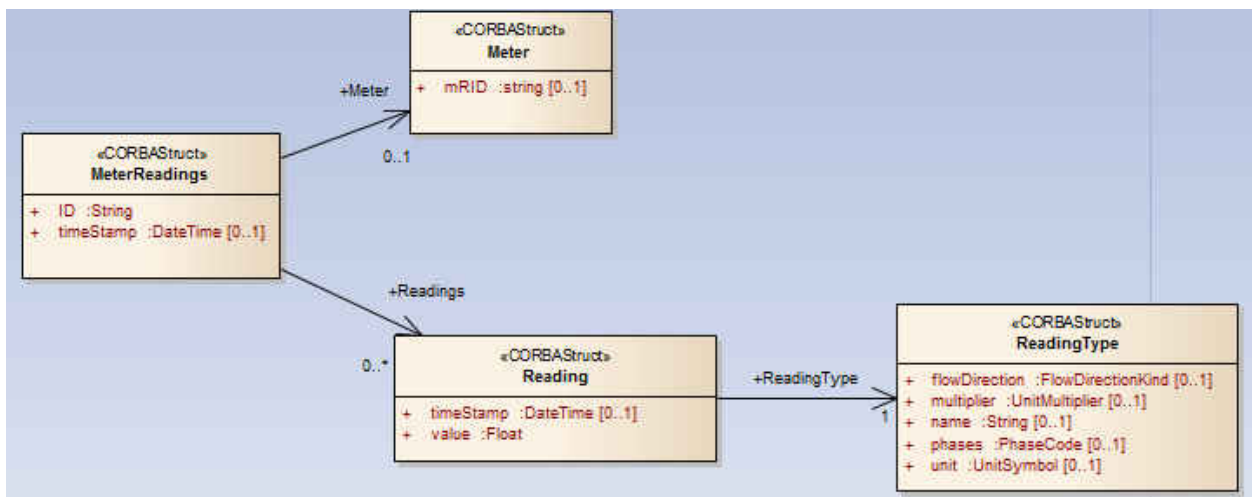 «CORBAStruct»
Meter
+ mRID :string [0..1]
+Meter
0..1
«CORBAStruct»
MeterReadings
+ ID :String
+ timeStamp :DateTime [0..1]
+Readings
0..*
«CORBAStruct»
Reading
+ timeStamp :DateTime [0..1]
+ value :Float
+ReadingType
1
«CORBAStruct»
ReadingType
+ flowDirection :FlowDirectionKind [0..1]
+ multiplier :UnitMultiplier [0..1]
+ name :String [0..1]
+ phases :PhaseCode [0..1]
+ unit :UnitSymbol [0..1]